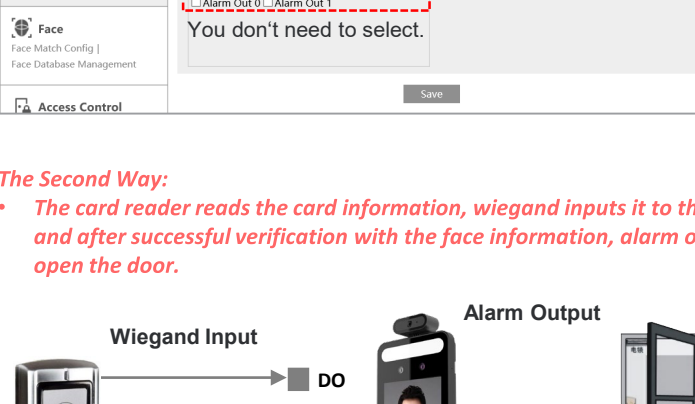 Alarm Out 0 Alarm Out 1
You don‘t need to select.
Face
Face Match Config |
Face Database Management
Save
Access Control
The Second Way:
• The card reader reads the card information, wiegand inputs it to
and after successful verification with the face information, alarm
open the door.
Alarm Output
Wiegand Input
电锁
DO